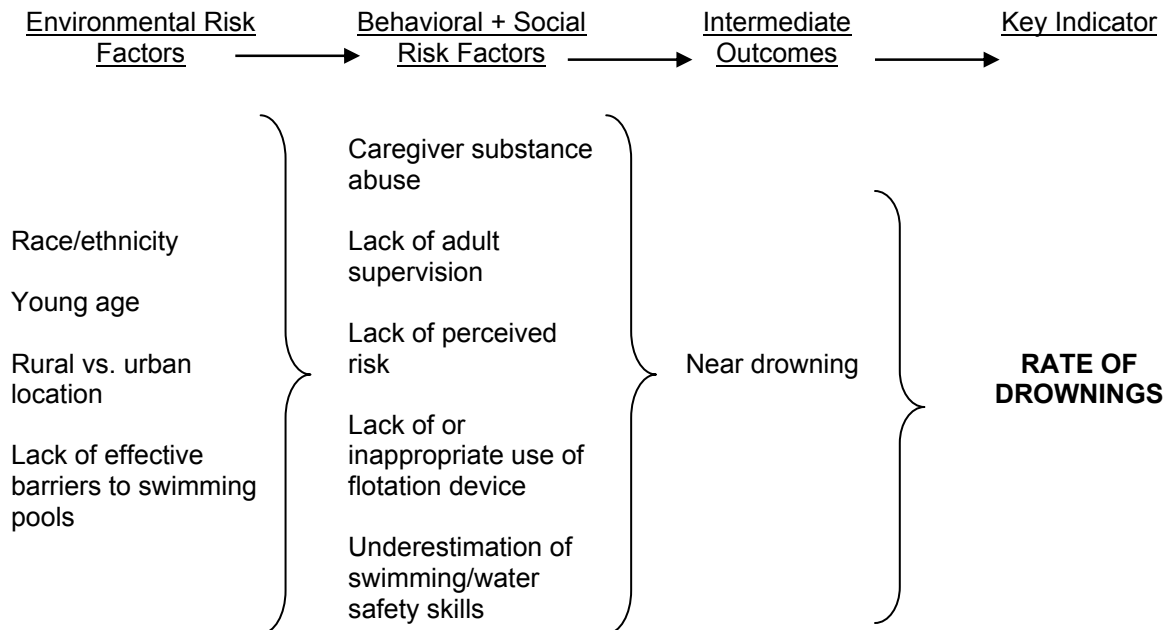 Environmental Risk
Factors
Behavioral + Social
Risk Factors
Intermediate
Outcomes
Key Indicator
Race/ethnicity
Young age
Rural vs. urban
location
Lack of effective
barriers to swimming
pools
Caregiver substance
abuse
Lack of adult
supervision
Lack of perceived
risk
Lack of or
inappropriate use of
flotation device
Underestimation of
swimming/water
safety skills
Near drowning
RATE OF
DROWNINGS